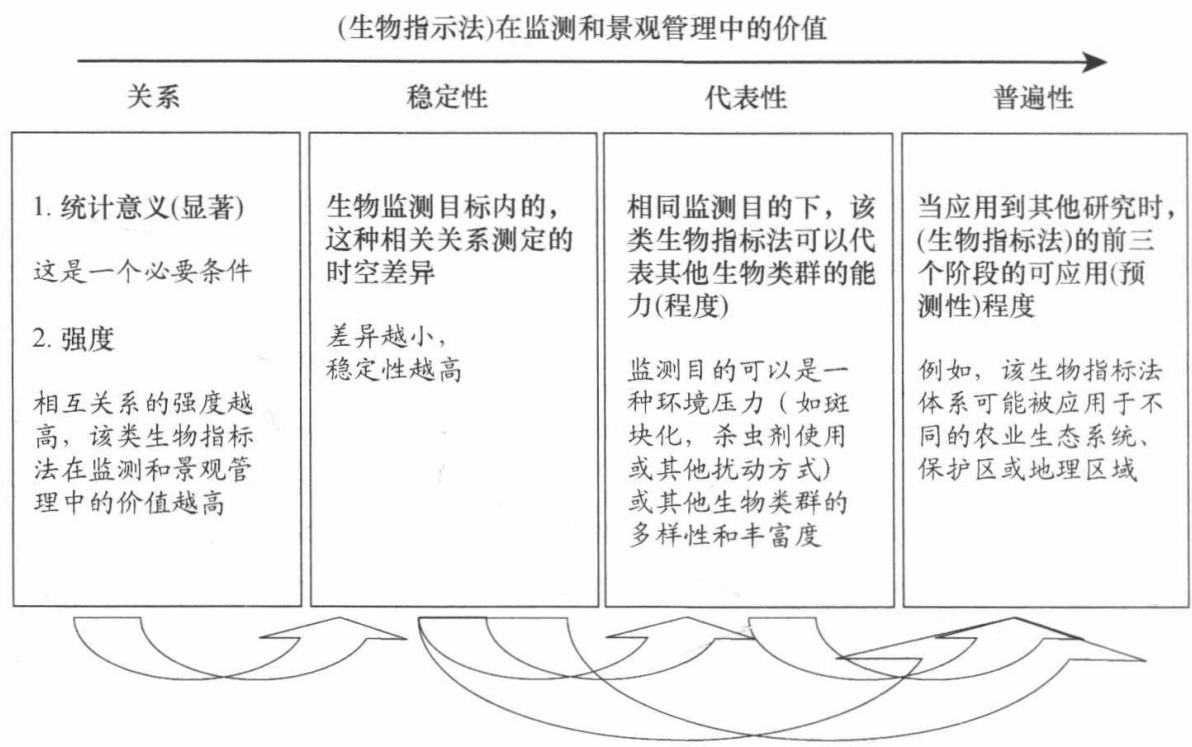 (生物指示法)在监测和景观管理中的价值
关系
稳定性
代表性
普遍性
1. 统计意义(显著)
这是一个必要条件
2. 强度
相互关系的强度越
高，该类生物指标
法在监测和景观管
理中的价值越高
生物监测目标内的，
这种相关关系测定的
时空差异
差异越小，
稳定性越高
相同监测目的下，该
类生物指标法可以代
表其他生物类群的能
力(程度)
监测目的可以是一
种环境压力（如斑
块化，杀虫剂使用
或其他扰动方式）
或其他生物类群的
多样性和丰富度
当应用到其他研究时，
(生物指标法)的前三
个阶段的可应用(预
测性)程度
例如，该生物指标法
体系可能被应用于不
同的农业生态系统、
保护区或地理区域